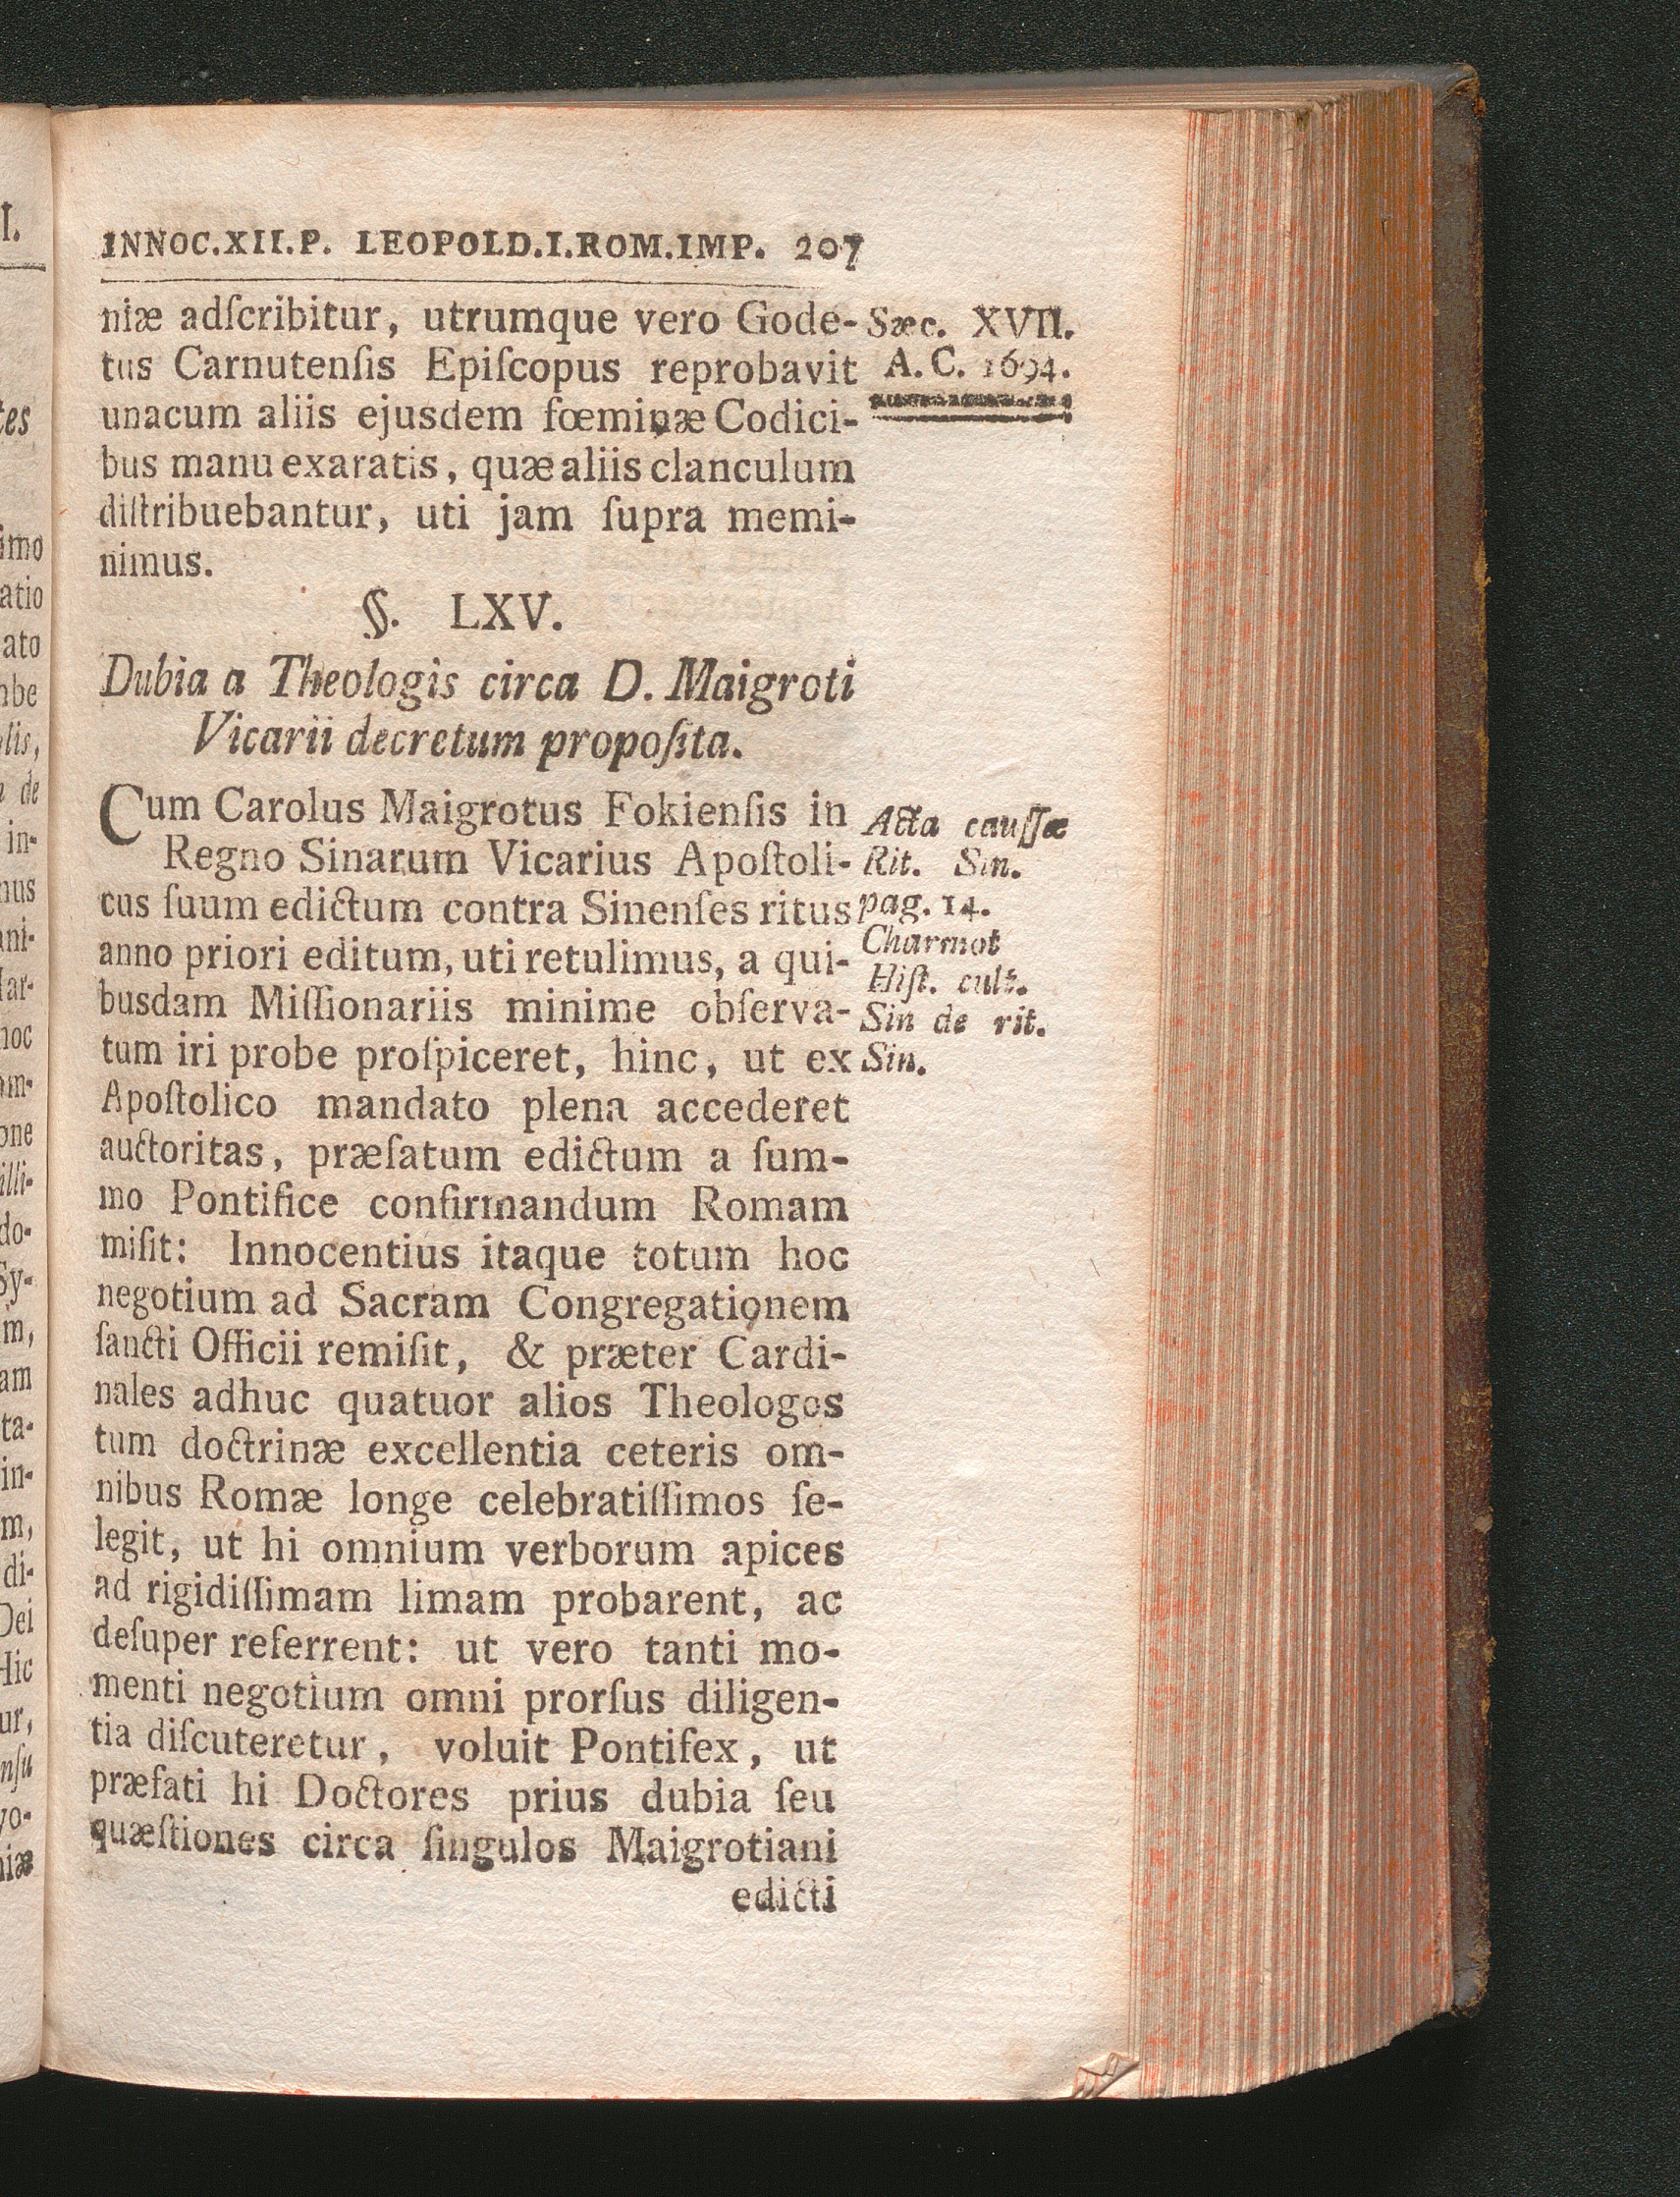 INNOC.XII.P. LEOPOLD.I.ROM.IMP. 207
niæ adſcribitur, utrumque vero Gode-
tus Carnutenſis Epiſcopus reprobavit
unacum aliis ejusdem fœminæ Codici-
bus manu exaratis, quæ aliis clanculum
diſtribuebantur, uti jam ſupra memi-
nimus.
Sæc. XVII.
A. C. 1694.
§. LXV.
Dubia a Theologis circa D. Maigroti
Vicarii decretum propoſita.
Cum Carolus Maigrotus Fokienſis in
Regno Sinarum Vicarius Apoſtoli-
cus ſuum edictum contra Sinenſes ritus
anno priori editum, uti retulimus, a qui-
busdam Miſſionariis minime obſerva-
tum iri probe proſpiceret, hinc, ut ex
Apoſtolico mandato plena accederet
auctoritas, præfatum edictum a ſum-
mo Pontifice confirmandum Romam
miſit: Innocentius itaque totum hoc
negotium ad Sacram Congregationem
ſancti Officii remiſit, & præter Cardi-
nales adhuc quatuor alios Theologos
tum doctrinæ excellentia ceteris om-
nibus Romæ longe celebratiſſimos ſe-
legit, ut hi omnium verborum apices
ad rigidiſſimam limam probarent, ac
deſuper referrent: ut vero tanti mo-
menti negotium omni prorſus diligen-
tia diſcuteretur, voluit Pontifex, ut
præfati hi Doctores prius dubia ſeu
quæſtiones circa ſingulos Maigrotiani
edicti
Acta cauſſæ
Rit. Sin.
pag. 14.
Charmot
Hiſt. cult.
Sin de rit.
Sin.